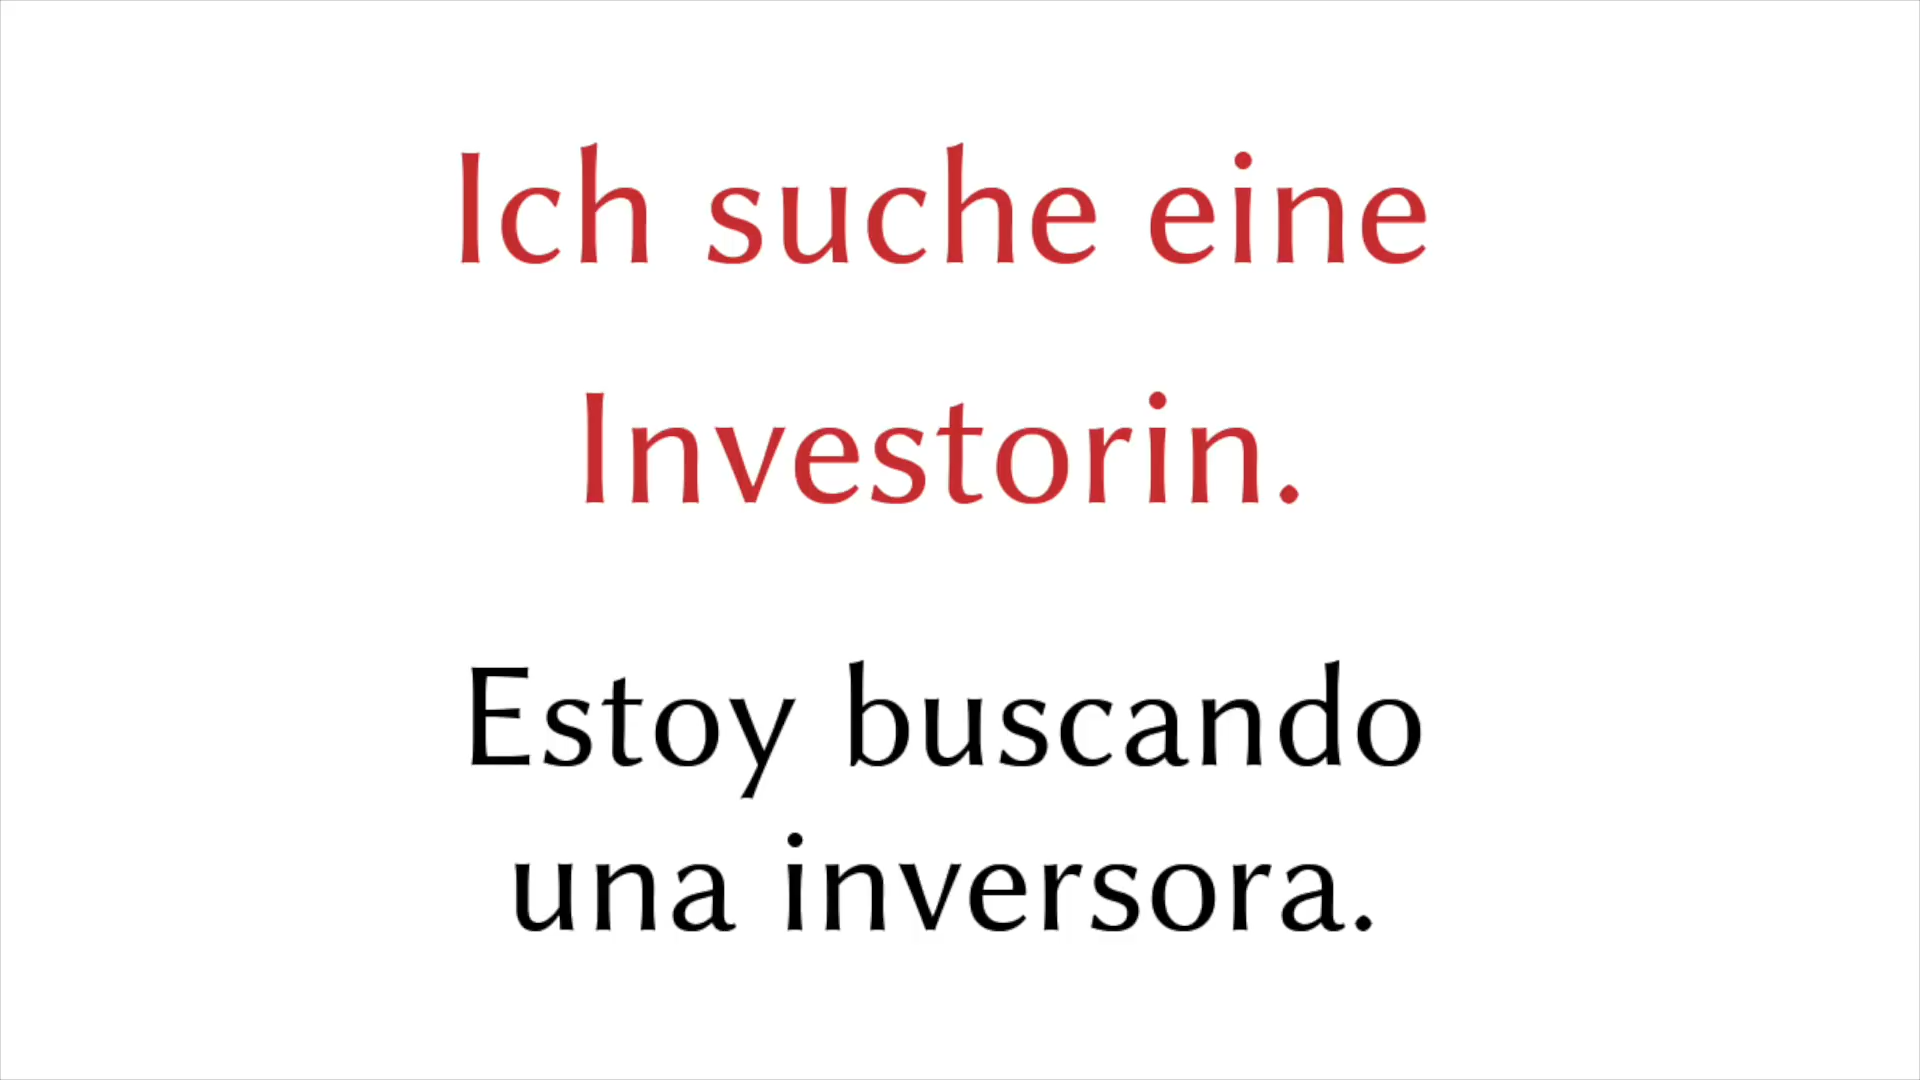 Ich suche eine
Investorin.
Estoy buscando
una inversora.